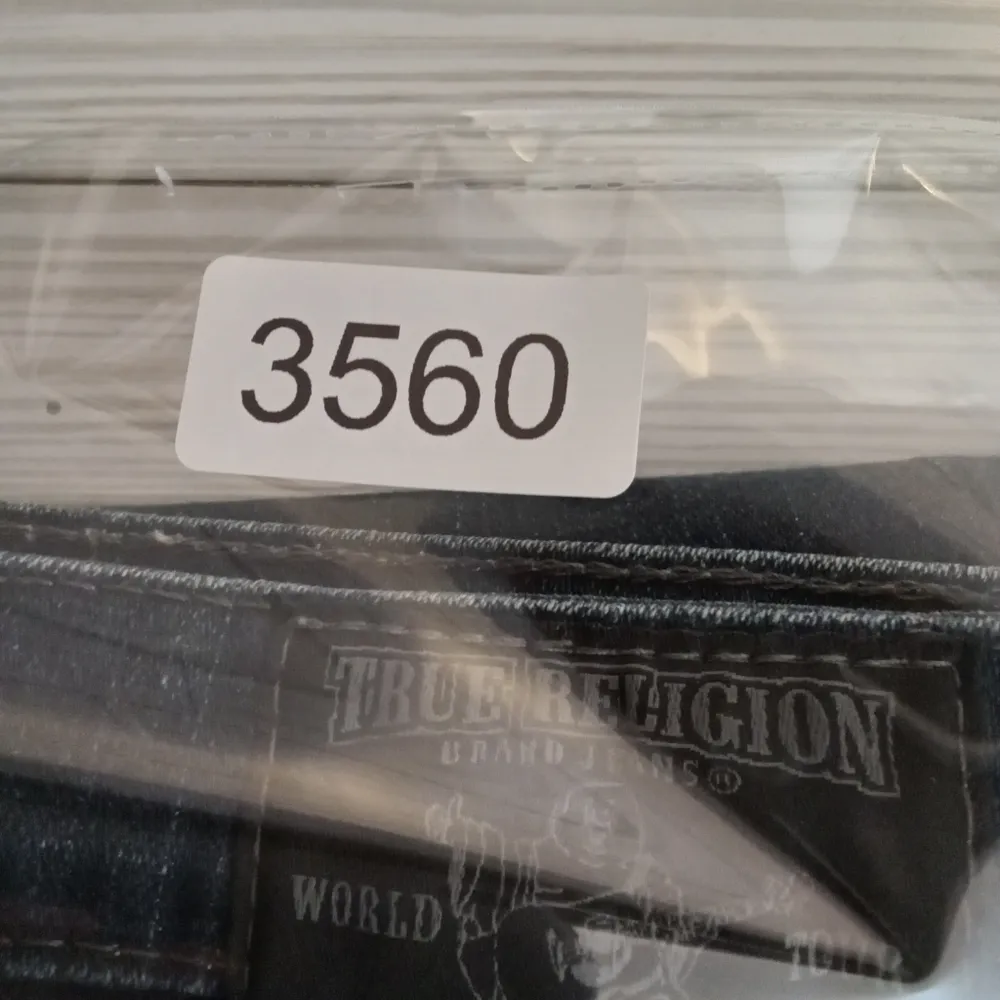 3560
TRUE RELIGION
BRAND JEANS ®
WORLD TOUR